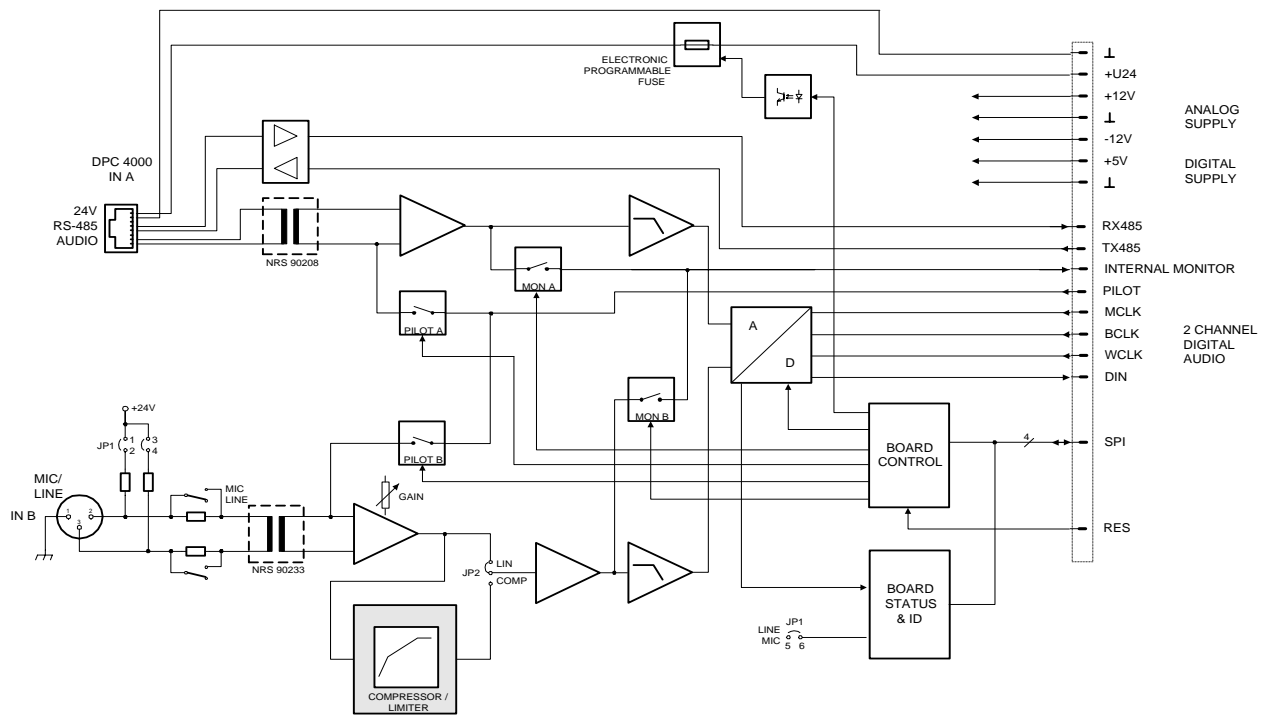 ELECTRONIC
PROGRAMMABLE
FUSE
⊥
+U24
+12V
⊥
-12V
+5V
⊥
ANALOG
SUPPLY
DIGITAL
SUPPLY
DPC 4000
IN A
24V
RS-485
AUDIO
NRS 90208
RX485
TX485
INTERNAL MONITOR
PILOT
MCLK
BCLK
WCLK
DIN
2 CHANNEL
DIGITAL
AUDIO
MON A
PILOT A
A
D
MON B
PILOT B
BOARD
CONTROL
4
SPI
RES
+24V
JP1
1
2
3
4
MIC/
LINE
IN B
1
2
3
MIC
LINE
NRS 90233
GAIN
JP2
LIN
COMP
COMPRESSOR /
LIMITER
BOARD
STATUS
& ID
JP1
LINE
MIC
5 6